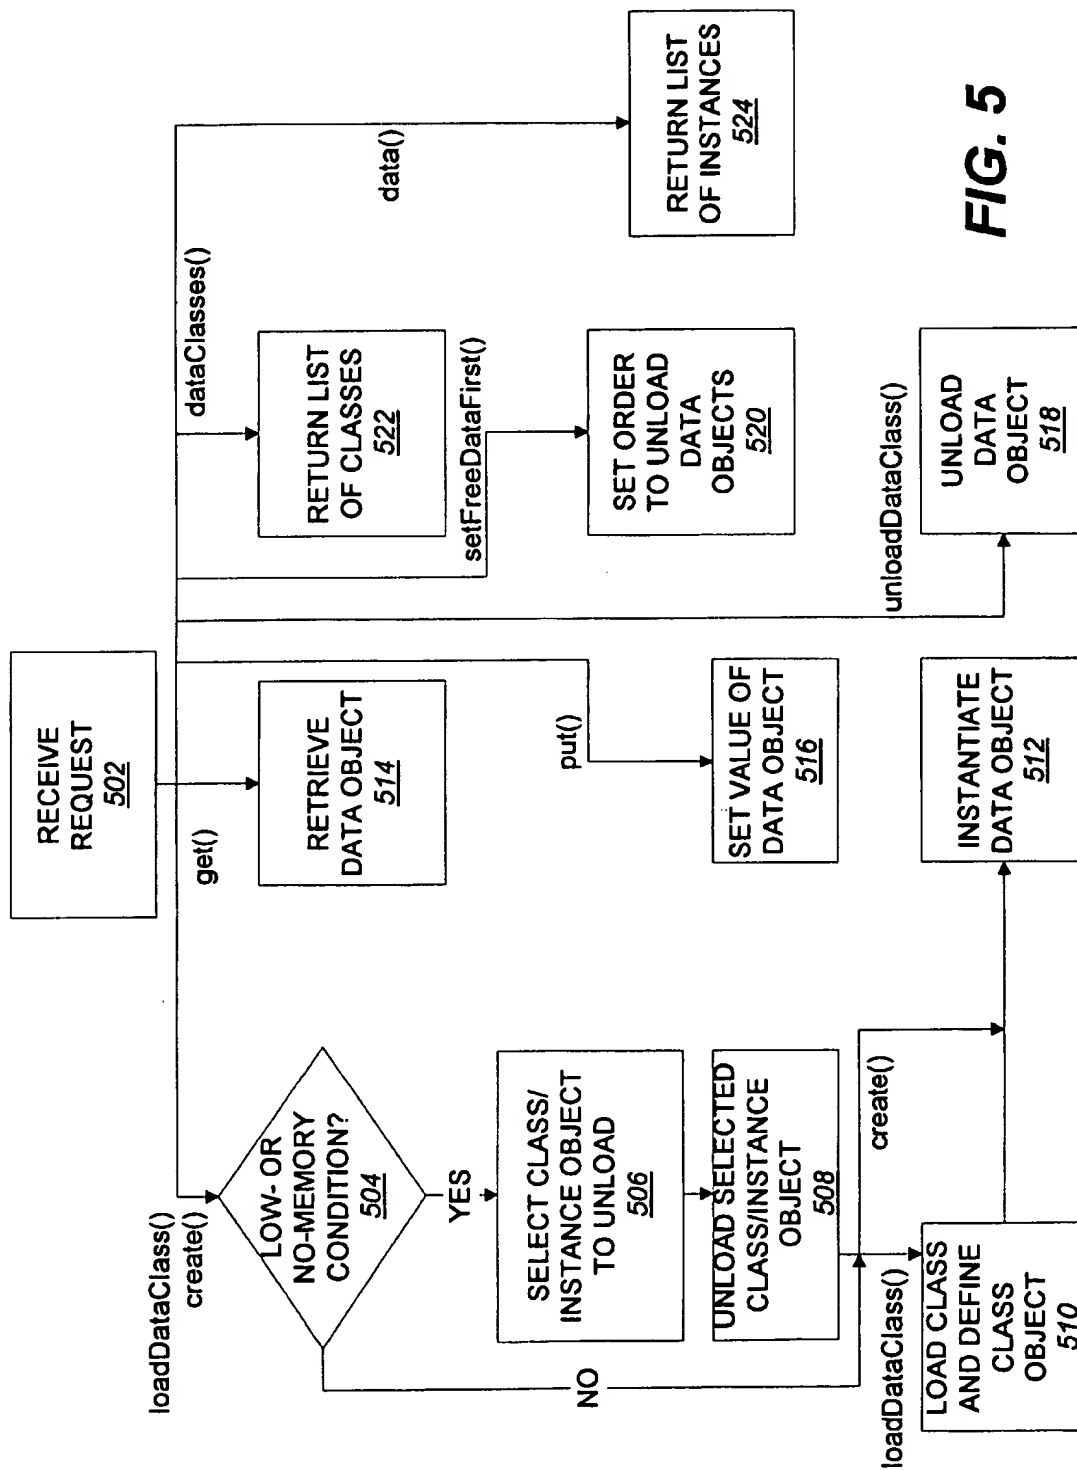 RECEIVE
REQUEST
502
loadDataClass()
create()
get()
dataClasses()
data()
LOW- OR
NO-MEMORY
CONDITION?
504
YES
NO
SELECT CLASS/
INSTANCE OBJECT
TO UNLOAD
506
UNLOAD SELECTED
CLASS/INSTANCE
OBJECT
508
create()
loadDataClass()
LOAD CLASS
AND DEFINE
CLASS
OBJECT
510
RETRIEVE
DATA OBJECT
514
put()
SET VALUE OF
DATA OBJECT
516
INSTANTIATE
DATA OBJECT
512
RETURN LIST
OF CLASSES
522
setFreeDataFirst()
SET ORDER
TO UNLOAD
DATA
OBJECTS
520
unloadDataClass()
UNLOAD
DATA
OBJECT
518
RETURN LIST
OF INSTANCES
524
FIG. 5